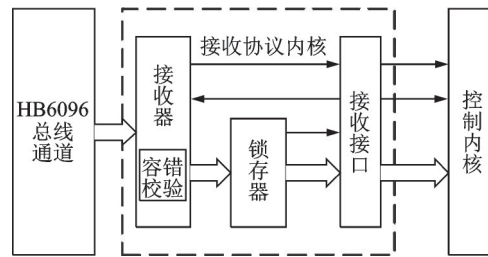 HB6096
总线
通道
接收器
容错
校验
接收协议内核
锁存器
接收接口
控制内核